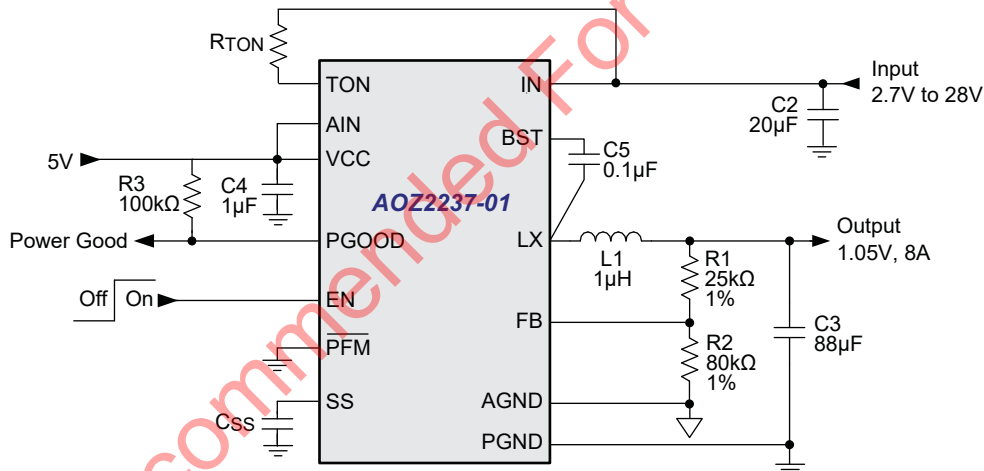 RTON
TON
IN
Input
2.7V to 28V
C2
20µF
AIN
BST
C5
0.1µF
5V
VCC
R3
100kΩ
C4
1µF
AOZ2237-01
Power Good
PGOOD
LX
L1
1µH
Output
1.05V, 8A
R1
25kΩ
1%
Off
On
EN
FB
C3
88µF
PFM
R2
80kΩ
1%
SS
CSS
AGND
PGND
ommended For